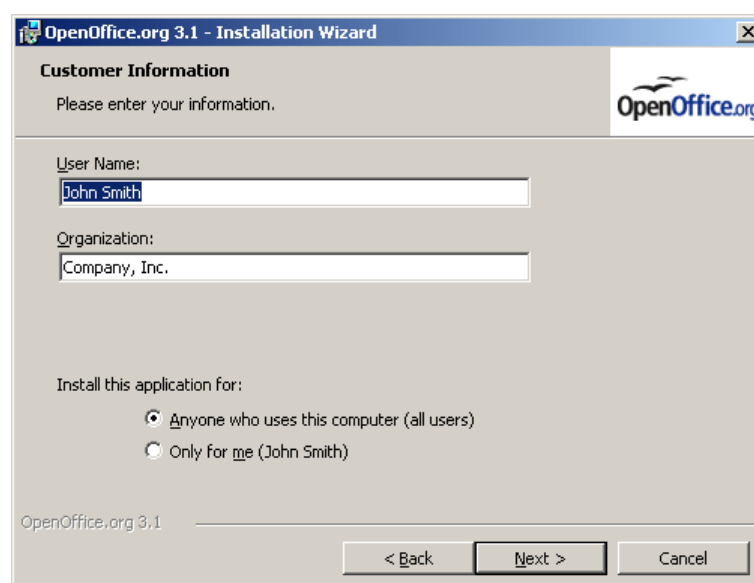 OpenOffice.org 3.1 - Installation Wizard
Customer Information
Please enter your information.
OpenOffice.org
User Name:
John Smith
Organization:
Company, Inc.
Install this application for:
Anyone who uses this computer (all users)
Only for me (John Smith)
OpenOffice.org 3.1
< Back Next > Cancel